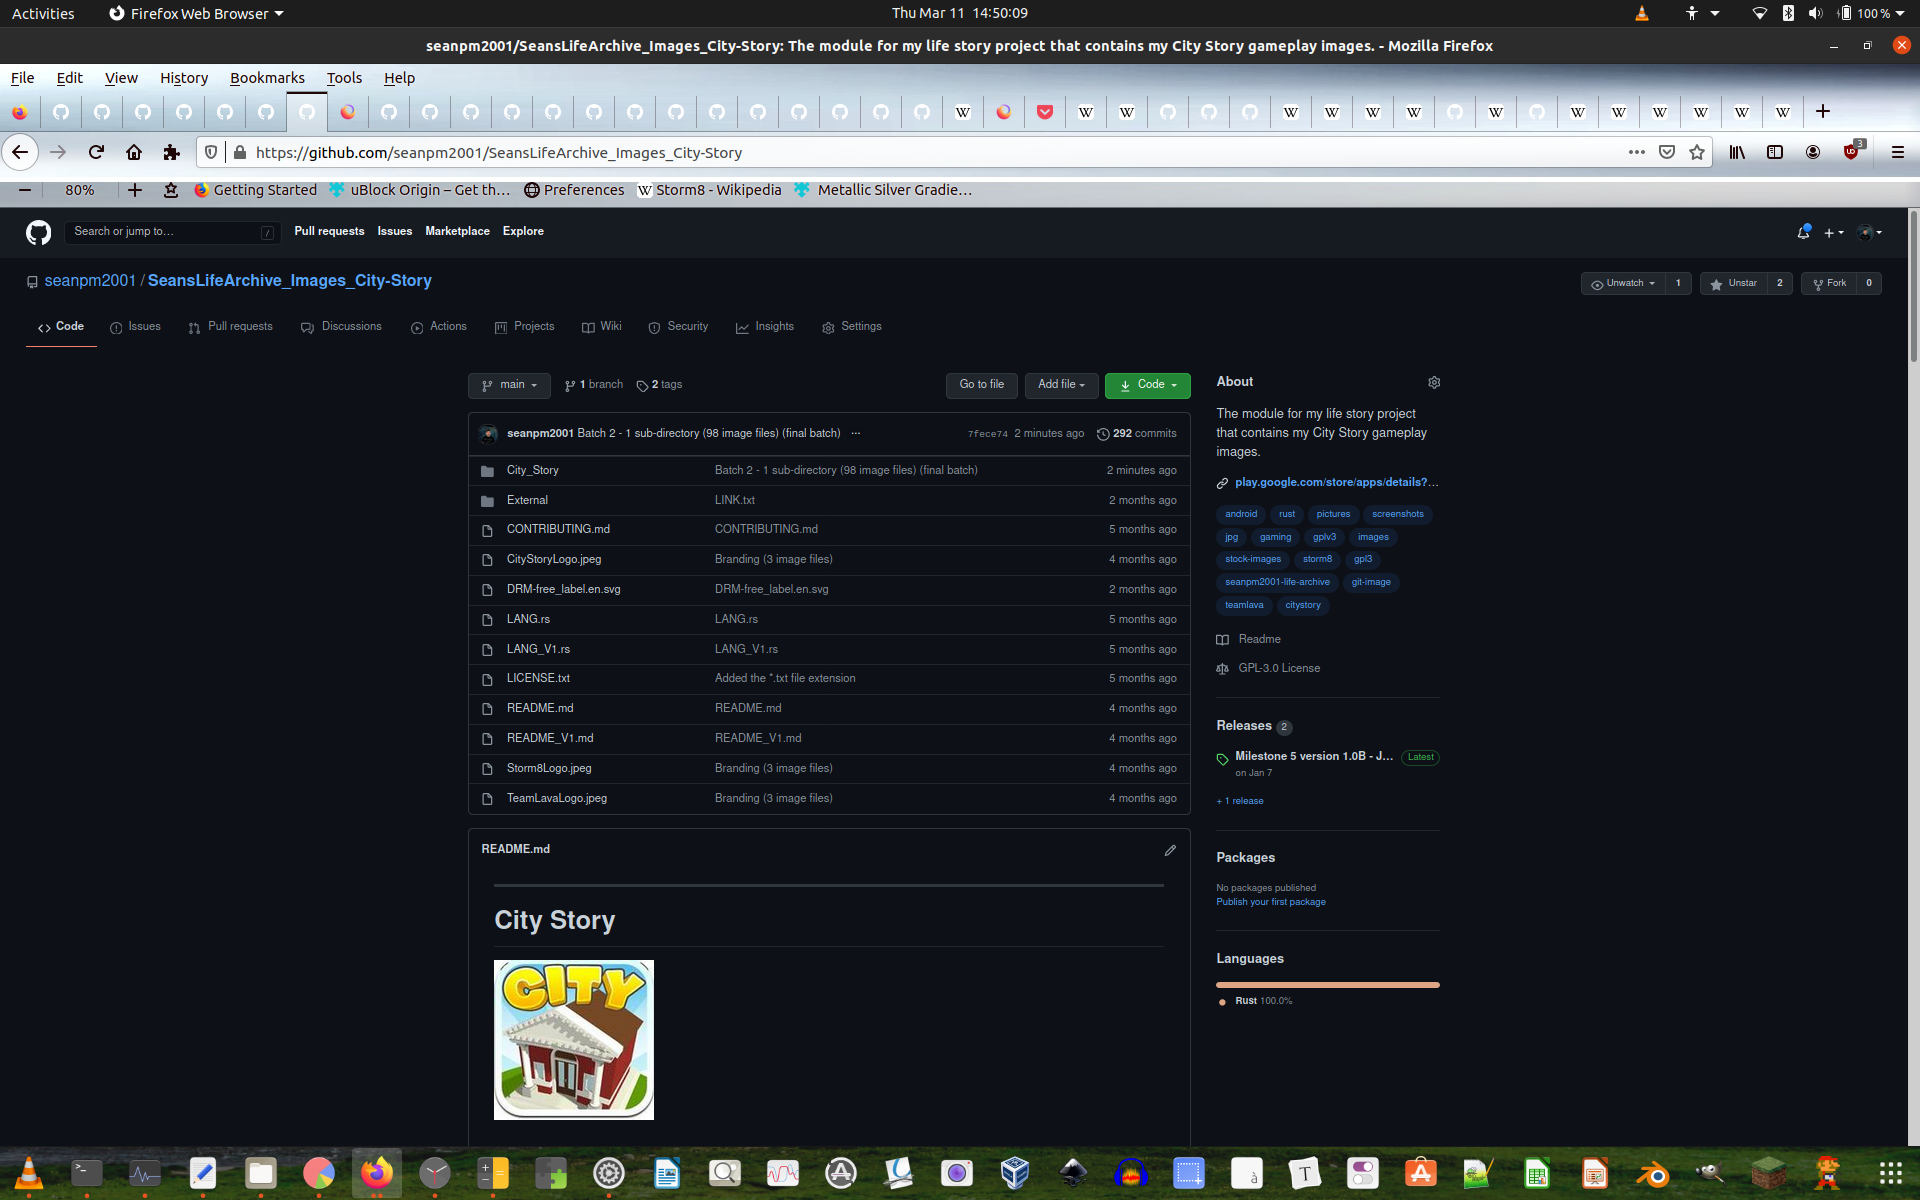 Activities Firefox Web Browser Thu Mar 11 14:50:09 100 %
seanpm2001/SeansLifeArchive_Images_City-Story: The module for my life story project that contains my City Story gameplay images. - Mozilla Firefox
File Edit View History Bookmarks Tools Help
https://github.com/seanpm2001/SeansLifeArchive_Images_City-Story 3
80% Getting Started uBlock Origin – Get th… Preferences Storm8 - Wikipedia Metallic Silver Gradie…
Search or jump to… / Pull requests Issues Marketplace Explore
seanpm2001 / SeansLifeArchive_Images_City-Story Unwatch 1 Unstar 2 Fork 0
Code Issues Pull requests Discussions Actions Projects Wiki Security Insights Settings
main 1 branch 2 tags Go to file Add file Code
seanpm2001 Batch 2 - 1 sub-directory (98 image files) (final batch) ··· 7fece74 2 minutes ago 292 commits
City_Story Batch 2 - 1 sub-directory (98 image files) (final batch) 2 minutes ago
External LINK.txt 2 months ago
CONTRIBUTING.md CONTRIBUTING.md 5 months ago
CityStoryLogo.jpeg Branding (3 image files) 4 months ago
DRM-free_label.en.svg DRM-free_label.en.svg 2 months ago
LANG.rs LANG.rs 5 months ago
LANG_V1.rs LANG_V1.rs 5 months ago
LICENSE.txt Added the *.txt file extension 5 months ago
README.md README.md 4 months ago
README_V1.md README_V1.md 4 months ago
Storm8Logo.jpeg Branding (3 image files) 4 months ago
TeamLavaLogo.jpeg Branding (3 image files) 4 months ago
README.md
City Story
CITY
About
The module for my life story project
that contains my City Story gameplay
images.
play.google.com/store/apps/details?…
android rust pictures screenshots
jpg gaming gplv3 images
stock-images storm8 gpl3
seanpm2001-life-archive git-image
teamlava citystory
Readme
GPL-3.0 License
Releases 2
Milestone 5 version 1.0B - J… Latest
on Jan 7
+ 1 release
Packages
No packages published
Publish your first package
Languages
Rust 100.0%